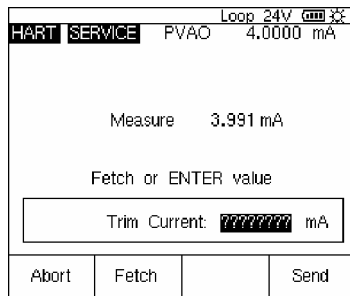 Loop 24V
HART SERVICE PVAO 4.0000 mA
Measure 3.991 mA
Fetch or ENTER value
Trim Current: ???????? mA
Abort Fetch Send